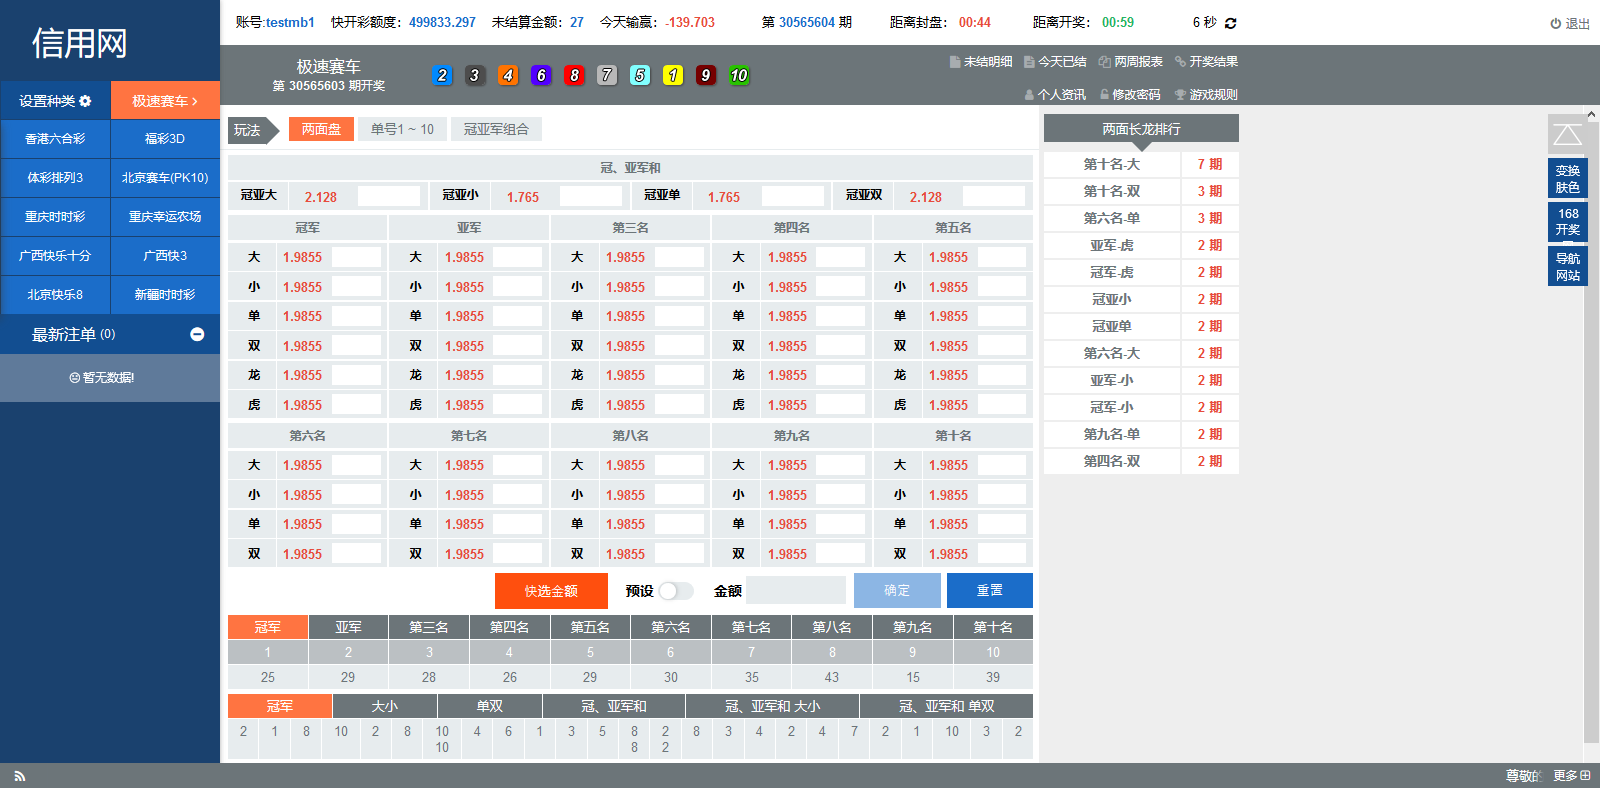 信用网
设置种类 极速赛车
香港六合彩 福彩3D
体彩排列3 北京赛车(PK10)
重庆时时彩 重庆幸运农场
广西快乐十分 广西快3
北京快乐8 新疆时时彩
最新注单 (0)
暂无数据!
账号:testmb1 快开彩额度：499833.297 未结算金额：27 今天输赢：-139.703 第 30565604 期 距离封盘：00:44 距离开奖：00:59 6 秒 退出
极速赛车
第 30565603 期开奖
2 3 4 6 8 7 5 1 9 10
未结明细 今天已结 两周报表 开奖结果
个人资讯 修改密码 游戏规则
玩法 两面盘 单号1 ~ 10 冠亚军组合
冠、亚军和
冠亚大 2.128 冠亚小 1.765 冠亚单 1.765 冠亚双 2.128
冠军 亚军 第三名 第四名 第五名
大 1.9855 大 1.9855 大 1.9855 大 1.9855 大 1.9855
小 1.9855 小 1.9855 小 1.9855 小 1.9855 小 1.9855
单 1.9855 单 1.9855 单 1.9855 单 1.9855 单 1.9855
双 1.9855 双 1.9855 双 1.9855 双 1.9855 双 1.9855
龙 1.9855 龙 1.9855 龙 1.9855 龙 1.9855 龙 1.9855
虎 1.9855 虎 1.9855 虎 1.9855 虎 1.9855 虎 1.9855
第六名 第七名 第八名 第九名 第十名
大 1.9855 大 1.9855 大 1.9855 大 1.9855 大 1.9855
小 1.9855 小 1.9855 小 1.9855 小 1.9855 小 1.9855
单 1.9855 单 1.9855 单 1.9855 单 1.9855 单 1.9855
双 1.9855 双 1.9855 双 1.9855 双 1.9855 双 1.9855
快选金额 预设 金额 确定 重置
冠军 亚军 第三名 第四名 第五名 第六名 第七名 第八名 第九名 第十名
1 2 3 4 5 6 7 8 9 10
25 29 28 26 29 30 35 43 15 39
冠军 大小 单双 冠、亚军和 冠、亚军和 大小 冠、亚军和 单双
2 1 8 10 2 8 10 4 6 1 3 5 8 2 8 3 4 2 4 7 2 1 10 3 2
10 8 2
两面长龙排行
第十名-大 7 期
第十名-双 3 期
第六名-单 3 期
亚军-虎 2 期
冠军-虎 2 期
冠亚小 2 期
冠亚单 2 期
第六名-大 2 期
亚军-小 2 期
冠军-小 2 期
第九名-单 2 期
第四名-双 2 期
变换
肤色
168
开奖
导航
网站
尊敬的 更多